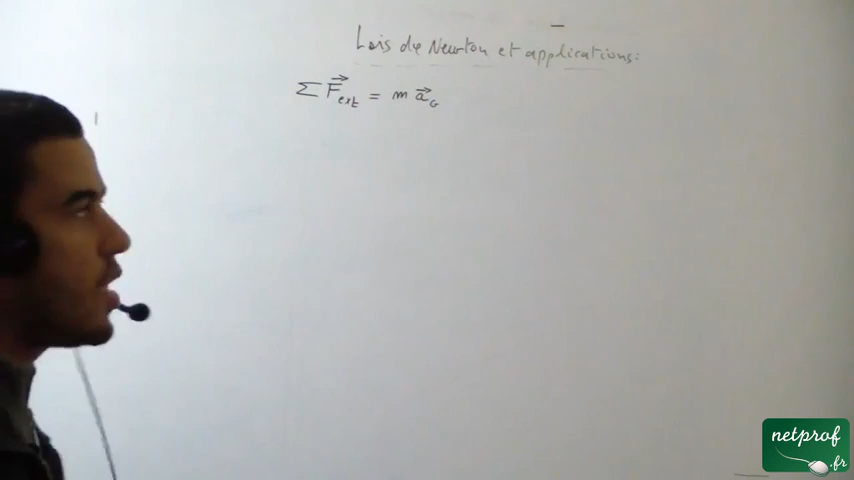 Lois de Newton et applications:
∑ F⃗ext = m a⃗G
netprof
.fr